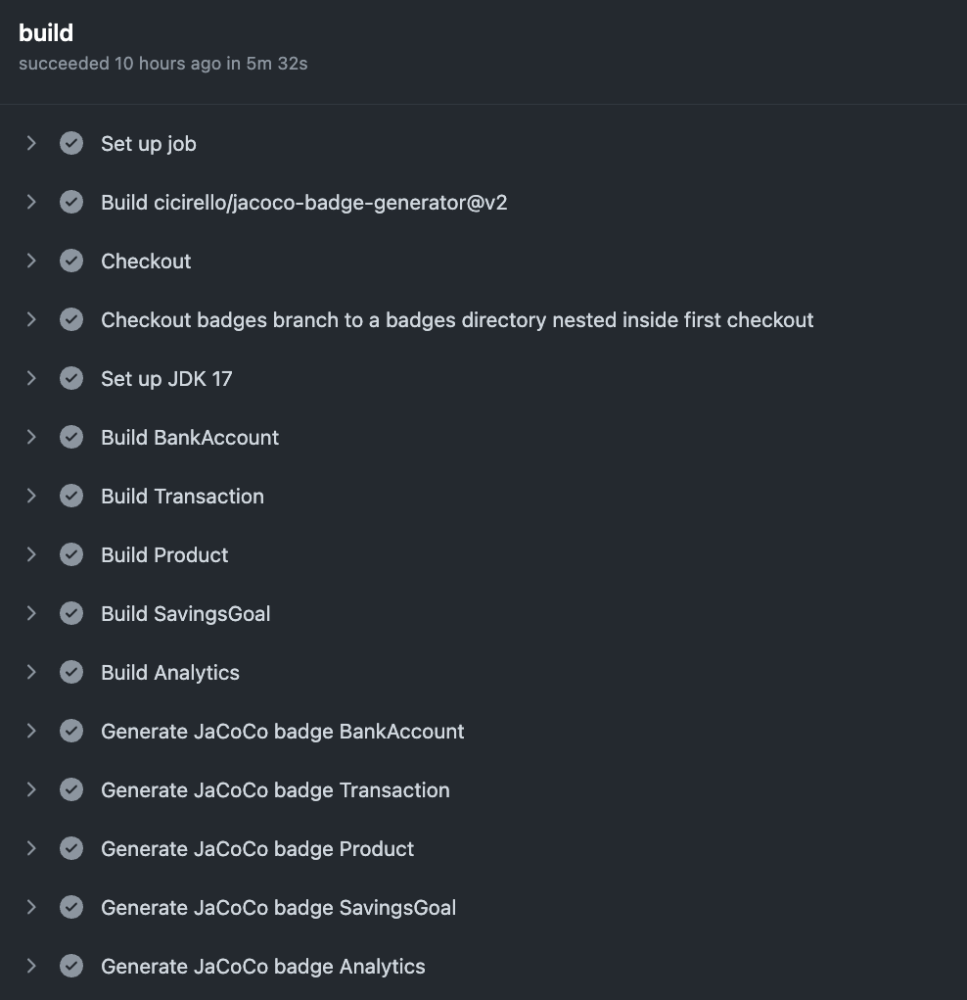 build
succeeded 10 hours ago in 5m 32s
Set up job
Build cicirello/jacoco-badge-generator@v2
Checkout
Checkout badges branch to a badges directory nested inside first checkout
Set up JDK 17
Build BankAccount
Build Transaction
Build Product
Build SavingsGoal
Build Analytics
Generate JaCoCo badge BankAccount
Generate JaCoCo badge Transaction
Generate JaCoCo badge Product
Generate JaCoCo badge SavingsGoal
Generate JaCoCo badge Analytics